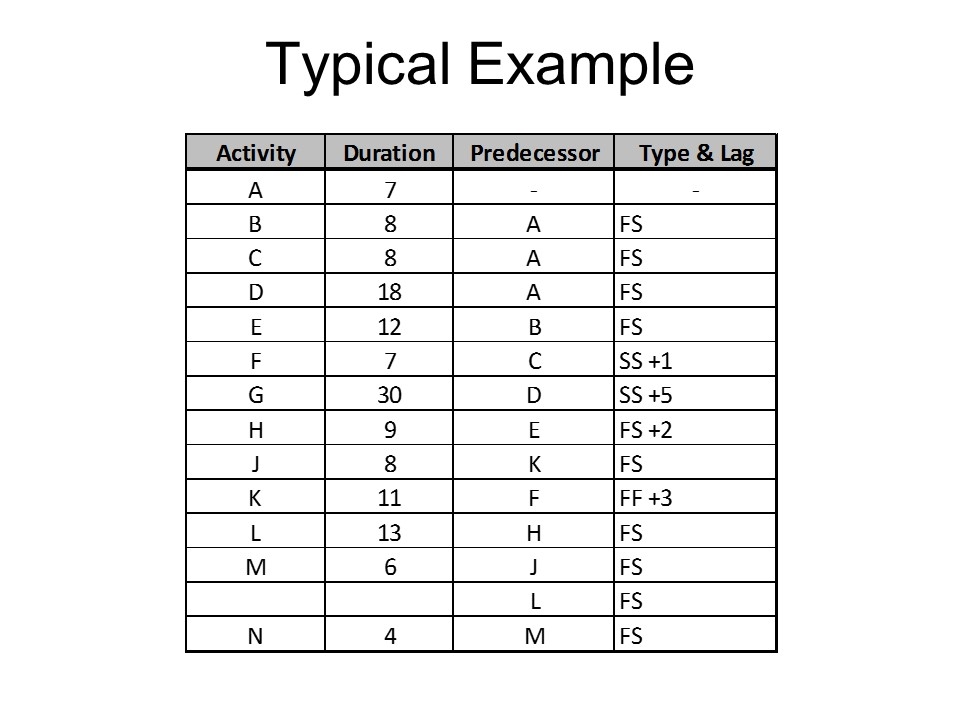 Typical Example
Activity Duration Predecessor Type & Lag
A 7 - -
B 8 A FS
C 8 A FS
D 18 A FS
E 12 B FS
F 7 C SS +1
G 30 D SS +5
H 9 E FS +2
J 8 K FS
K 11 F FF +3
L 13 H FS
M 6 J FS
L FS
N 4 M FS